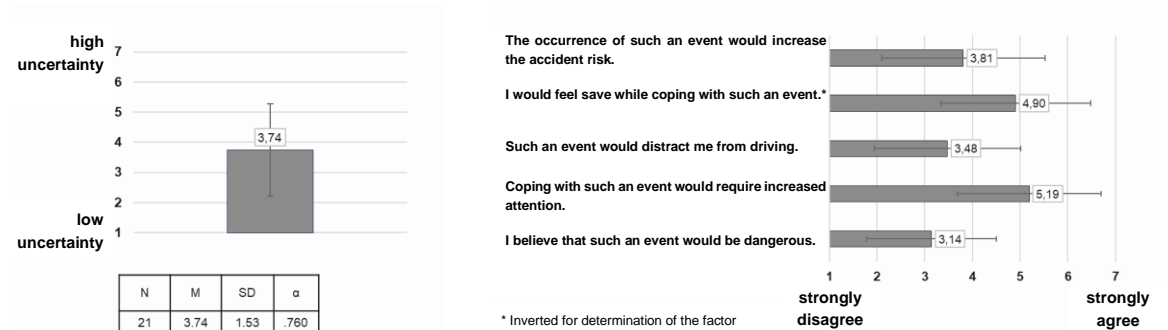 high
uncertainty
7
6
5
4
3
2
1
3,74
low
uncertainty
N M SD α
21 3.74 1.53 .760
The occurrence of such an event would increase
the accident risk.
3,81
I would feel save while coping with such an event.*
4,90
Such an event would distract me from driving.
3,48
Coping with such an event would require increased
attention.
5,19
I believe that such an event would be dangerous.
3,14
1 2 3 4 5 6 7
strongly
disagree
strongly
agree
* Inverted for determination of the factor